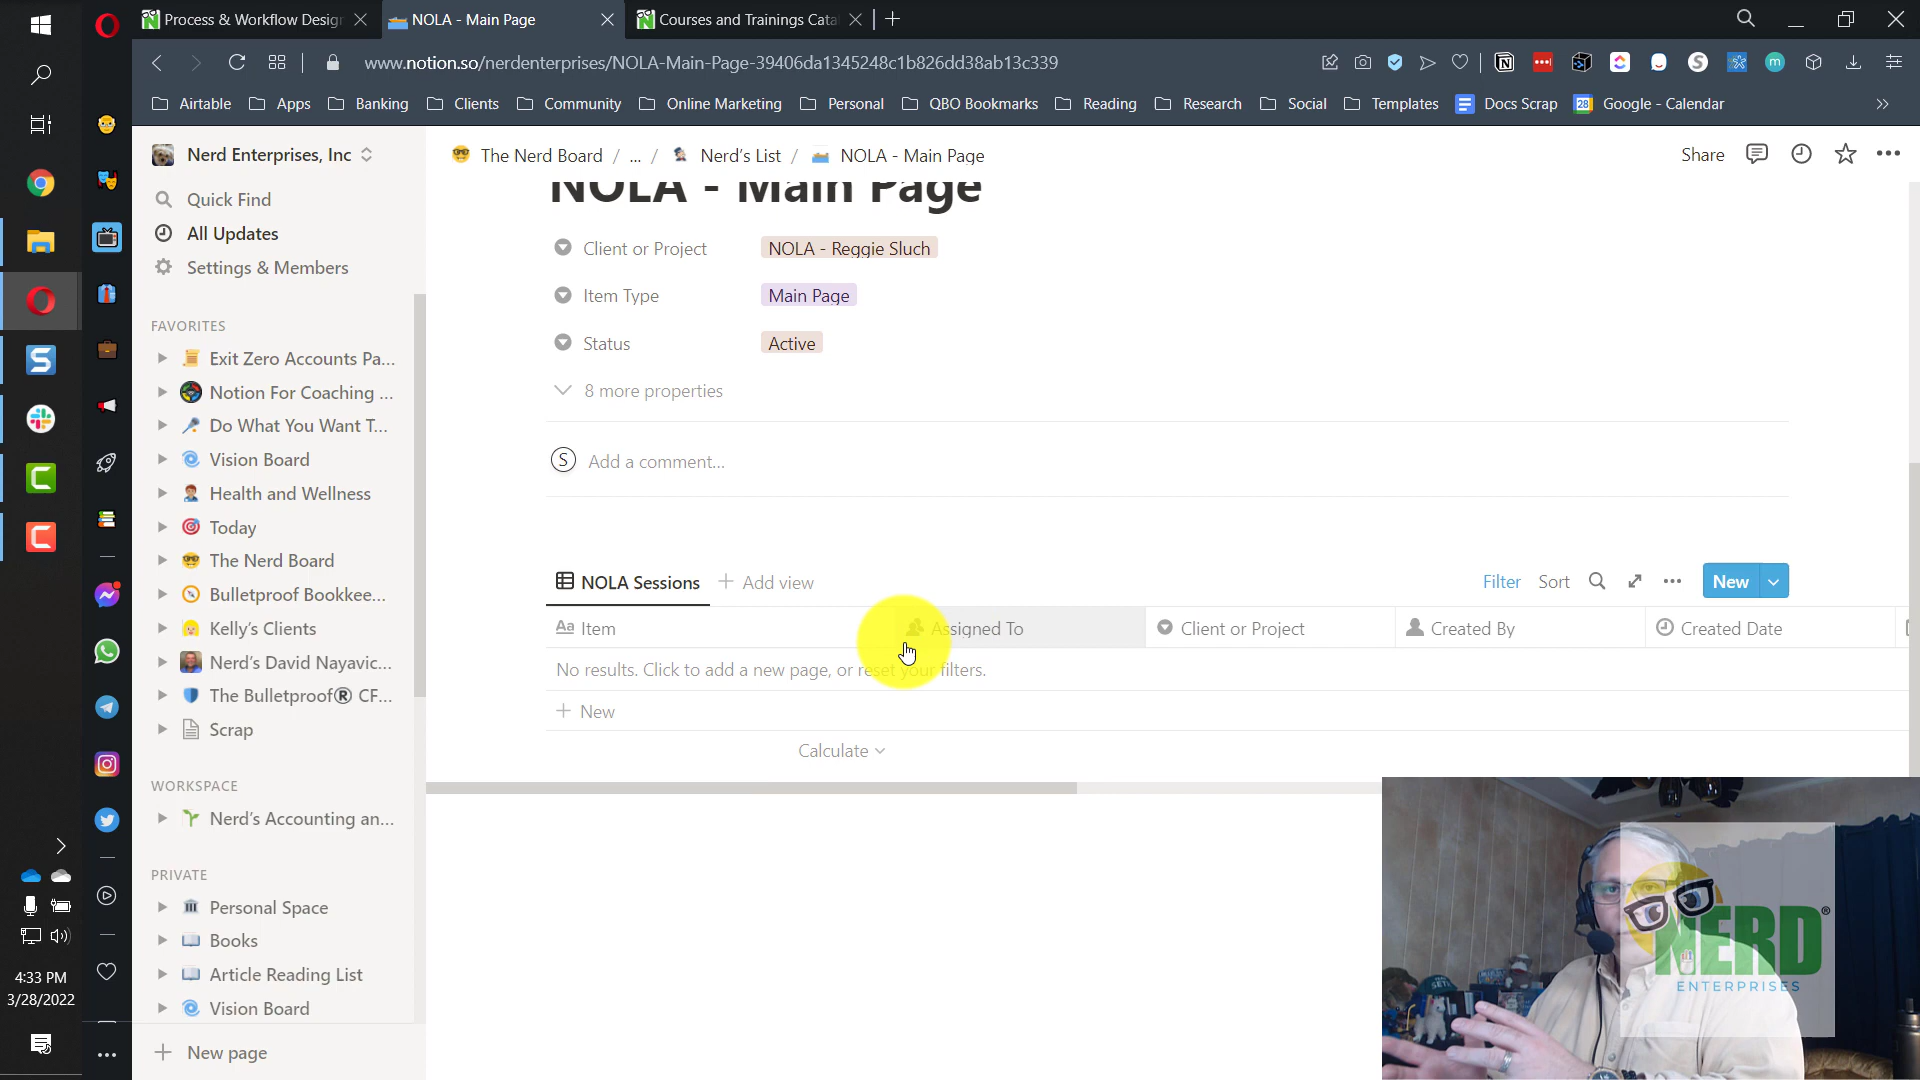 Process & Workflow Design
NOLA - Main Page
Courses and Trainings Cata
www.notion.so/nerdenterprises/NOLA-Main-Page-39406da1345248c1b826dd38ab13c339
Airtable
Apps
Banking
Clients
Community
Online Marketing
Personal
QBO Bookmarks
Reading
Research
Social
Templates
Docs Scrap
28
Google - Calendar
Nerd Enterprises, Inc
The Nerd Board / ... / Nerd's List / NOLA - Main Page
Share
Quick Find
All Updates
Settings & Members
FAVORITES
Exit Zero Accounts Pa...
Notion For Coaching ...
Do What You Want T...
Vision Board
Health and Wellness
Today
The Nerd Board
Bulletproof Bookkee...
Kelly's Clients
Nerd's David Nayavic...
The Bulletproof® CF...
Scrap
WORKSPACE
Nerd's Accounting an...
PRIVATE
Personal Space
Books
Article Reading List
Vision Board
New page
NOLA - Main Page
Client or Project NOLA - Reggie Sluch
Item Type Main Page
Status Active
8 more properties
S Add a comment...
NOLA Sessions
Add view
Filter Sort New
Aa Item Assigned To Client or Project Created By Created Date
No results. Click to add a new page, or reset your filters.
New
Calculate
4:33 PM
3/28/2022
NERD®
ENTERPRISES